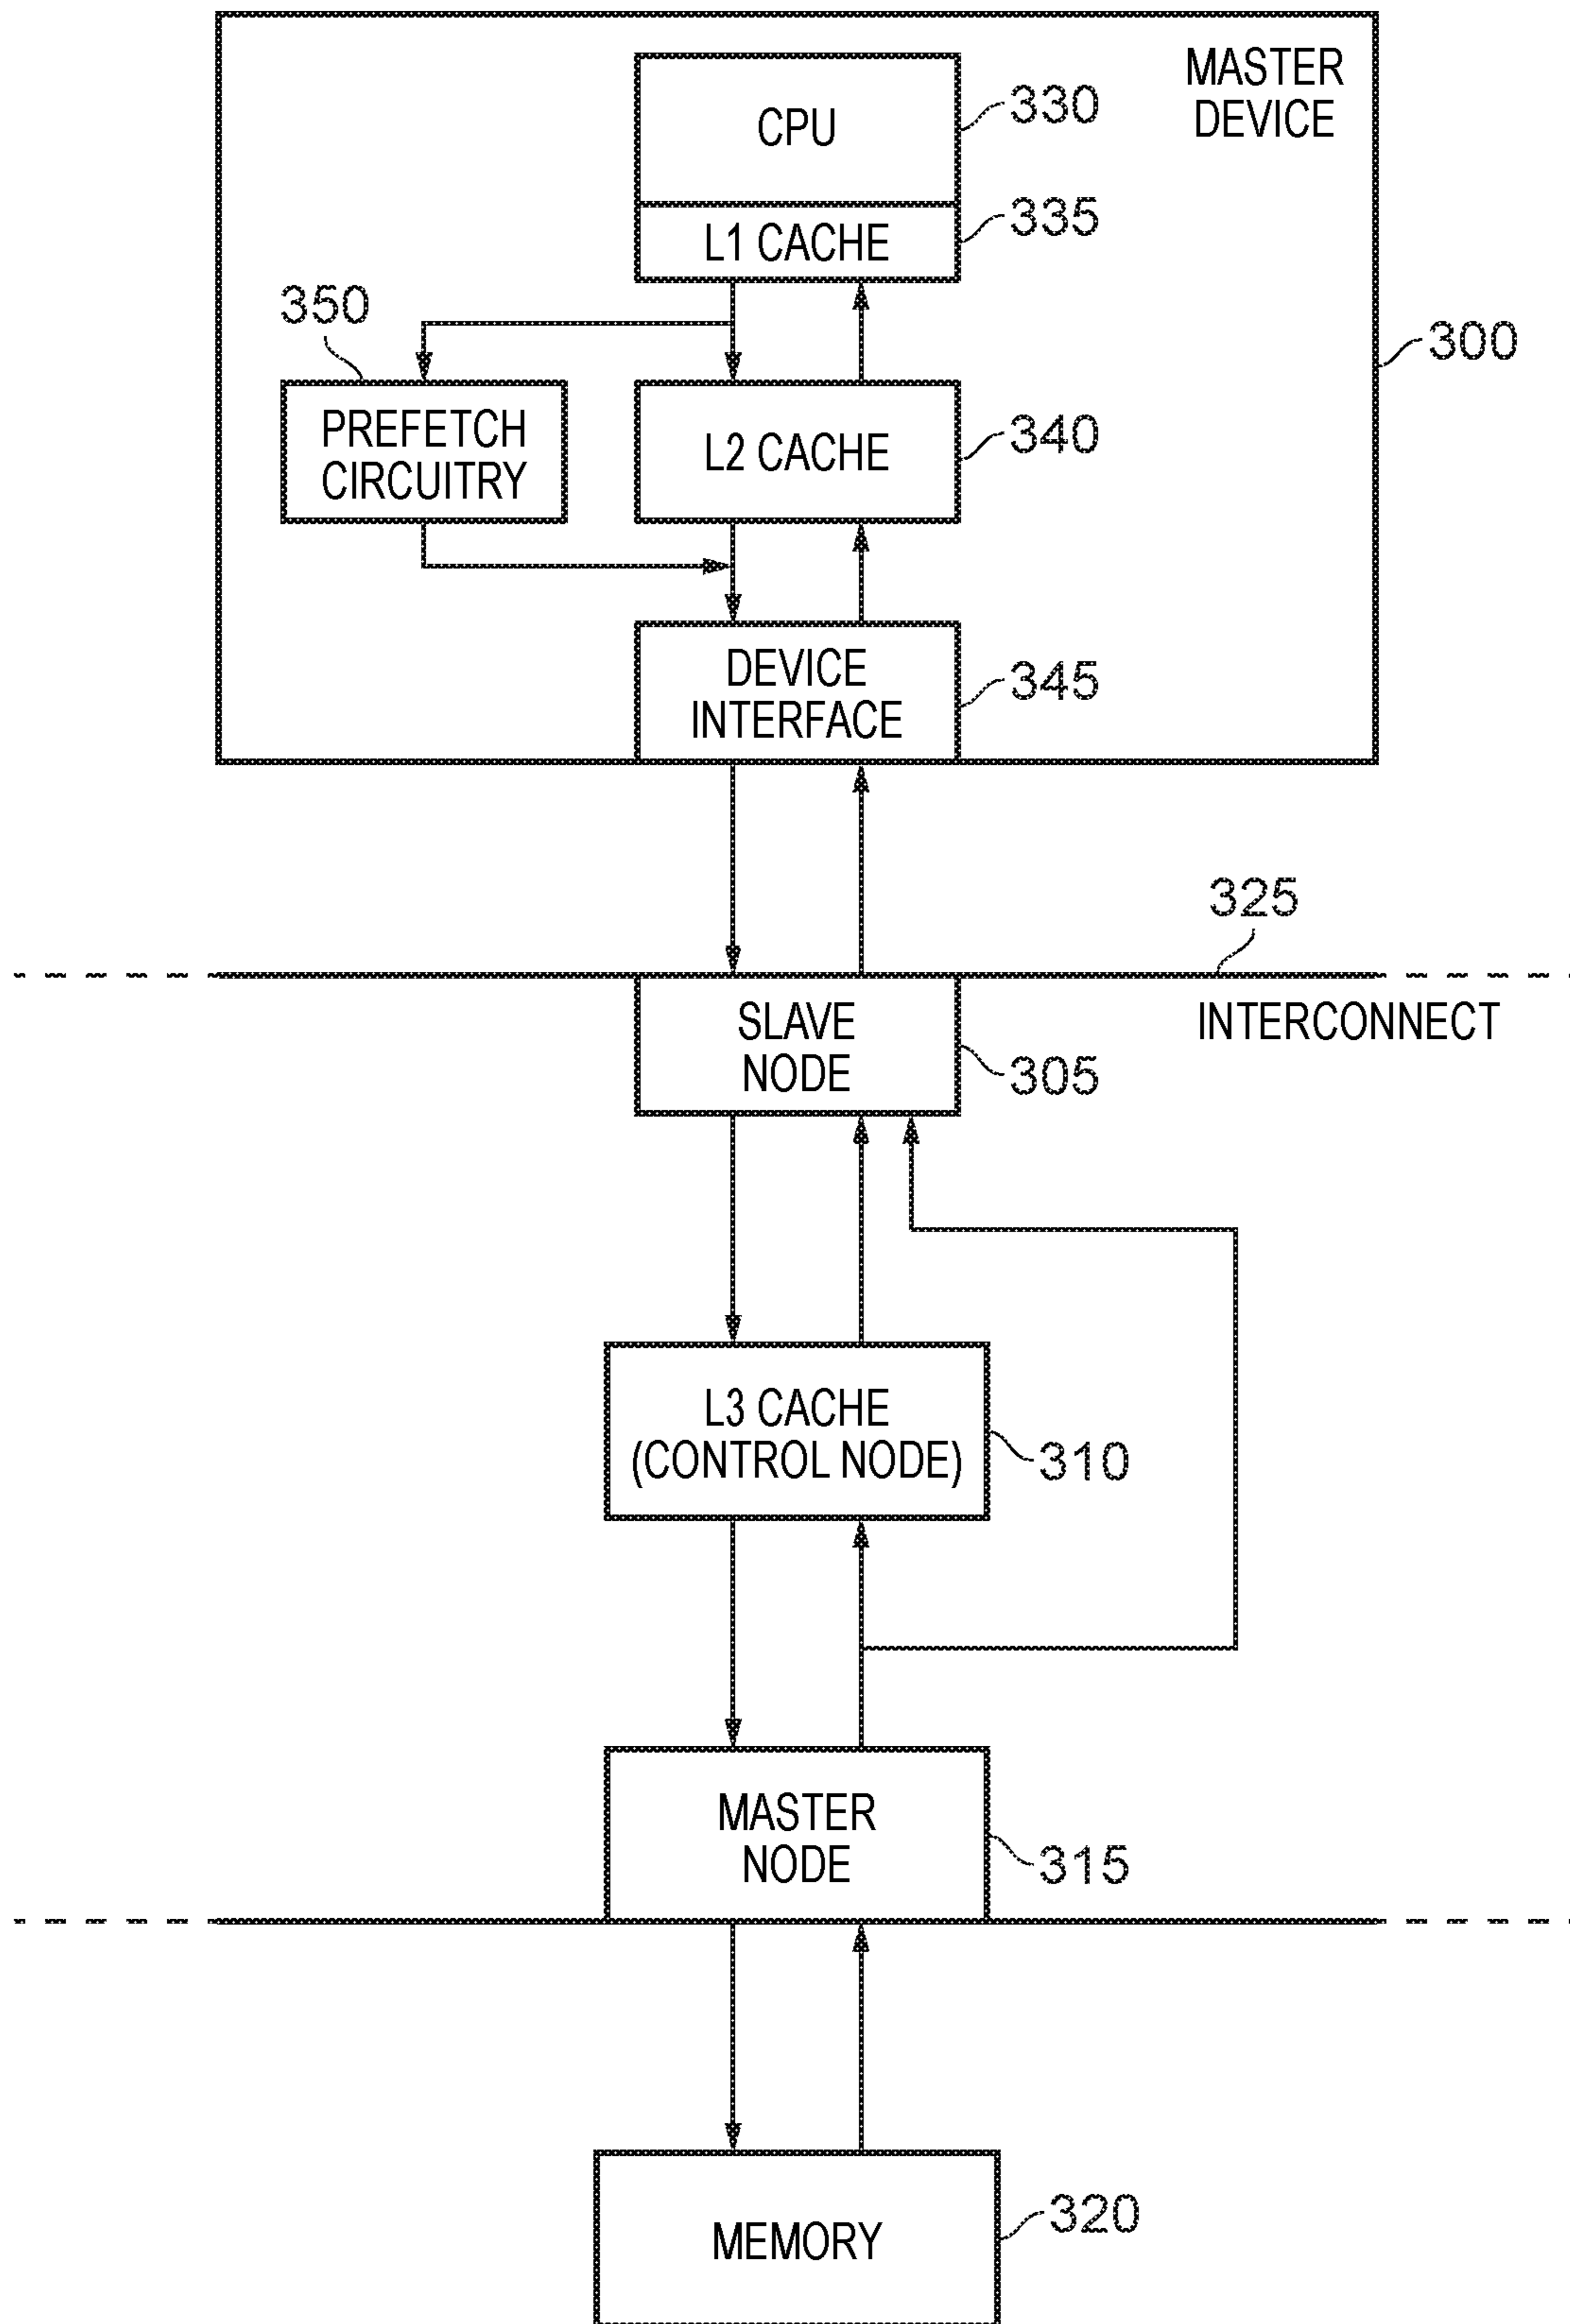 MASTER
DEVICE
CPU
330
L1 CACHE
335
350
300
PREFETCH
CIRCUITRY
L2 CACHE
340
DEVICE
INTERFACE
345
325
SLAVE
NODE
INTERCONNECT
305
L3 CACHE
(CONTROL NODE)
310
MASTER
NODE
315
MEMORY
320